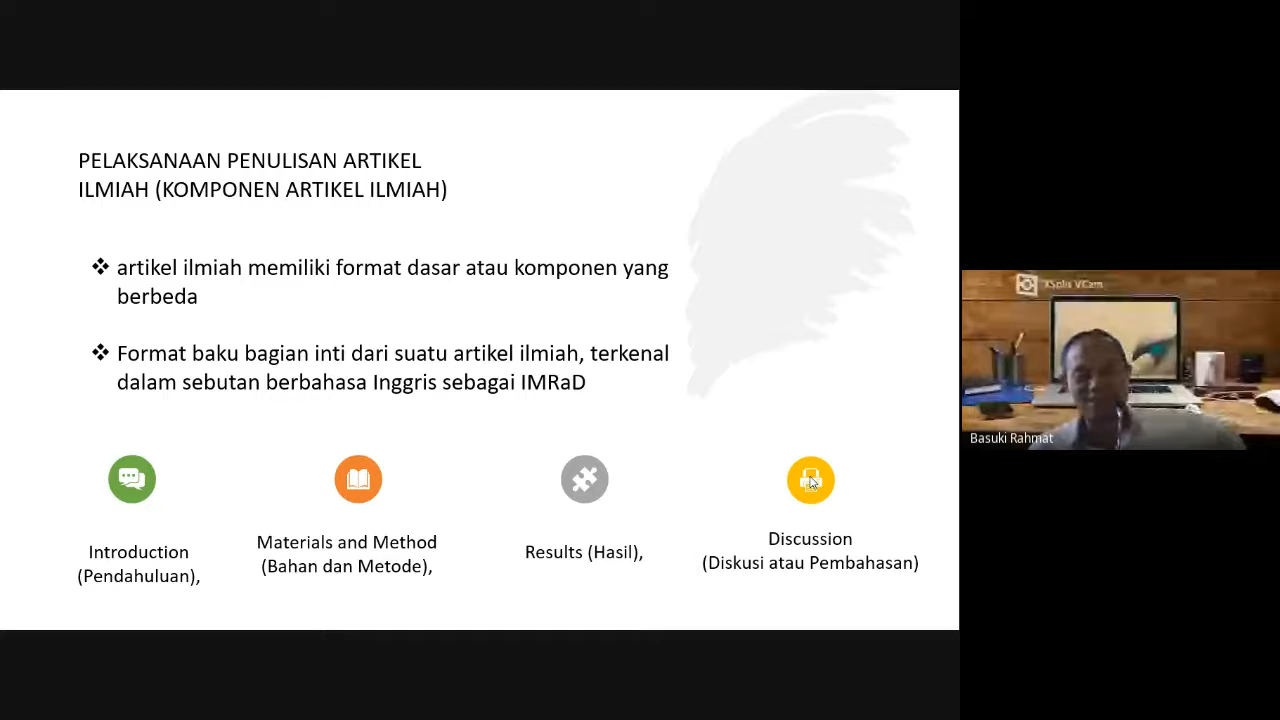 PELAKSANAAN PENULISAN ARTIKEL
ILMIAH (KOMPONEN ARTIKEL ILMIAH)
❖ artikel ilmiah memiliki format dasar atau komponen yang
berbeda
❖ Format baku bagian inti dari suatu artikel ilmiah, terkenal
dalam sebutan berbahasa Inggris sebagai IMRaD
Introduction
(Pendahuluan),
Materials and Method
(Bahan dan Metode),
Results (Hasil),
Discussion
(Diskusi atau Pembahasan)
XSplit VCam
Basuki Rahmat